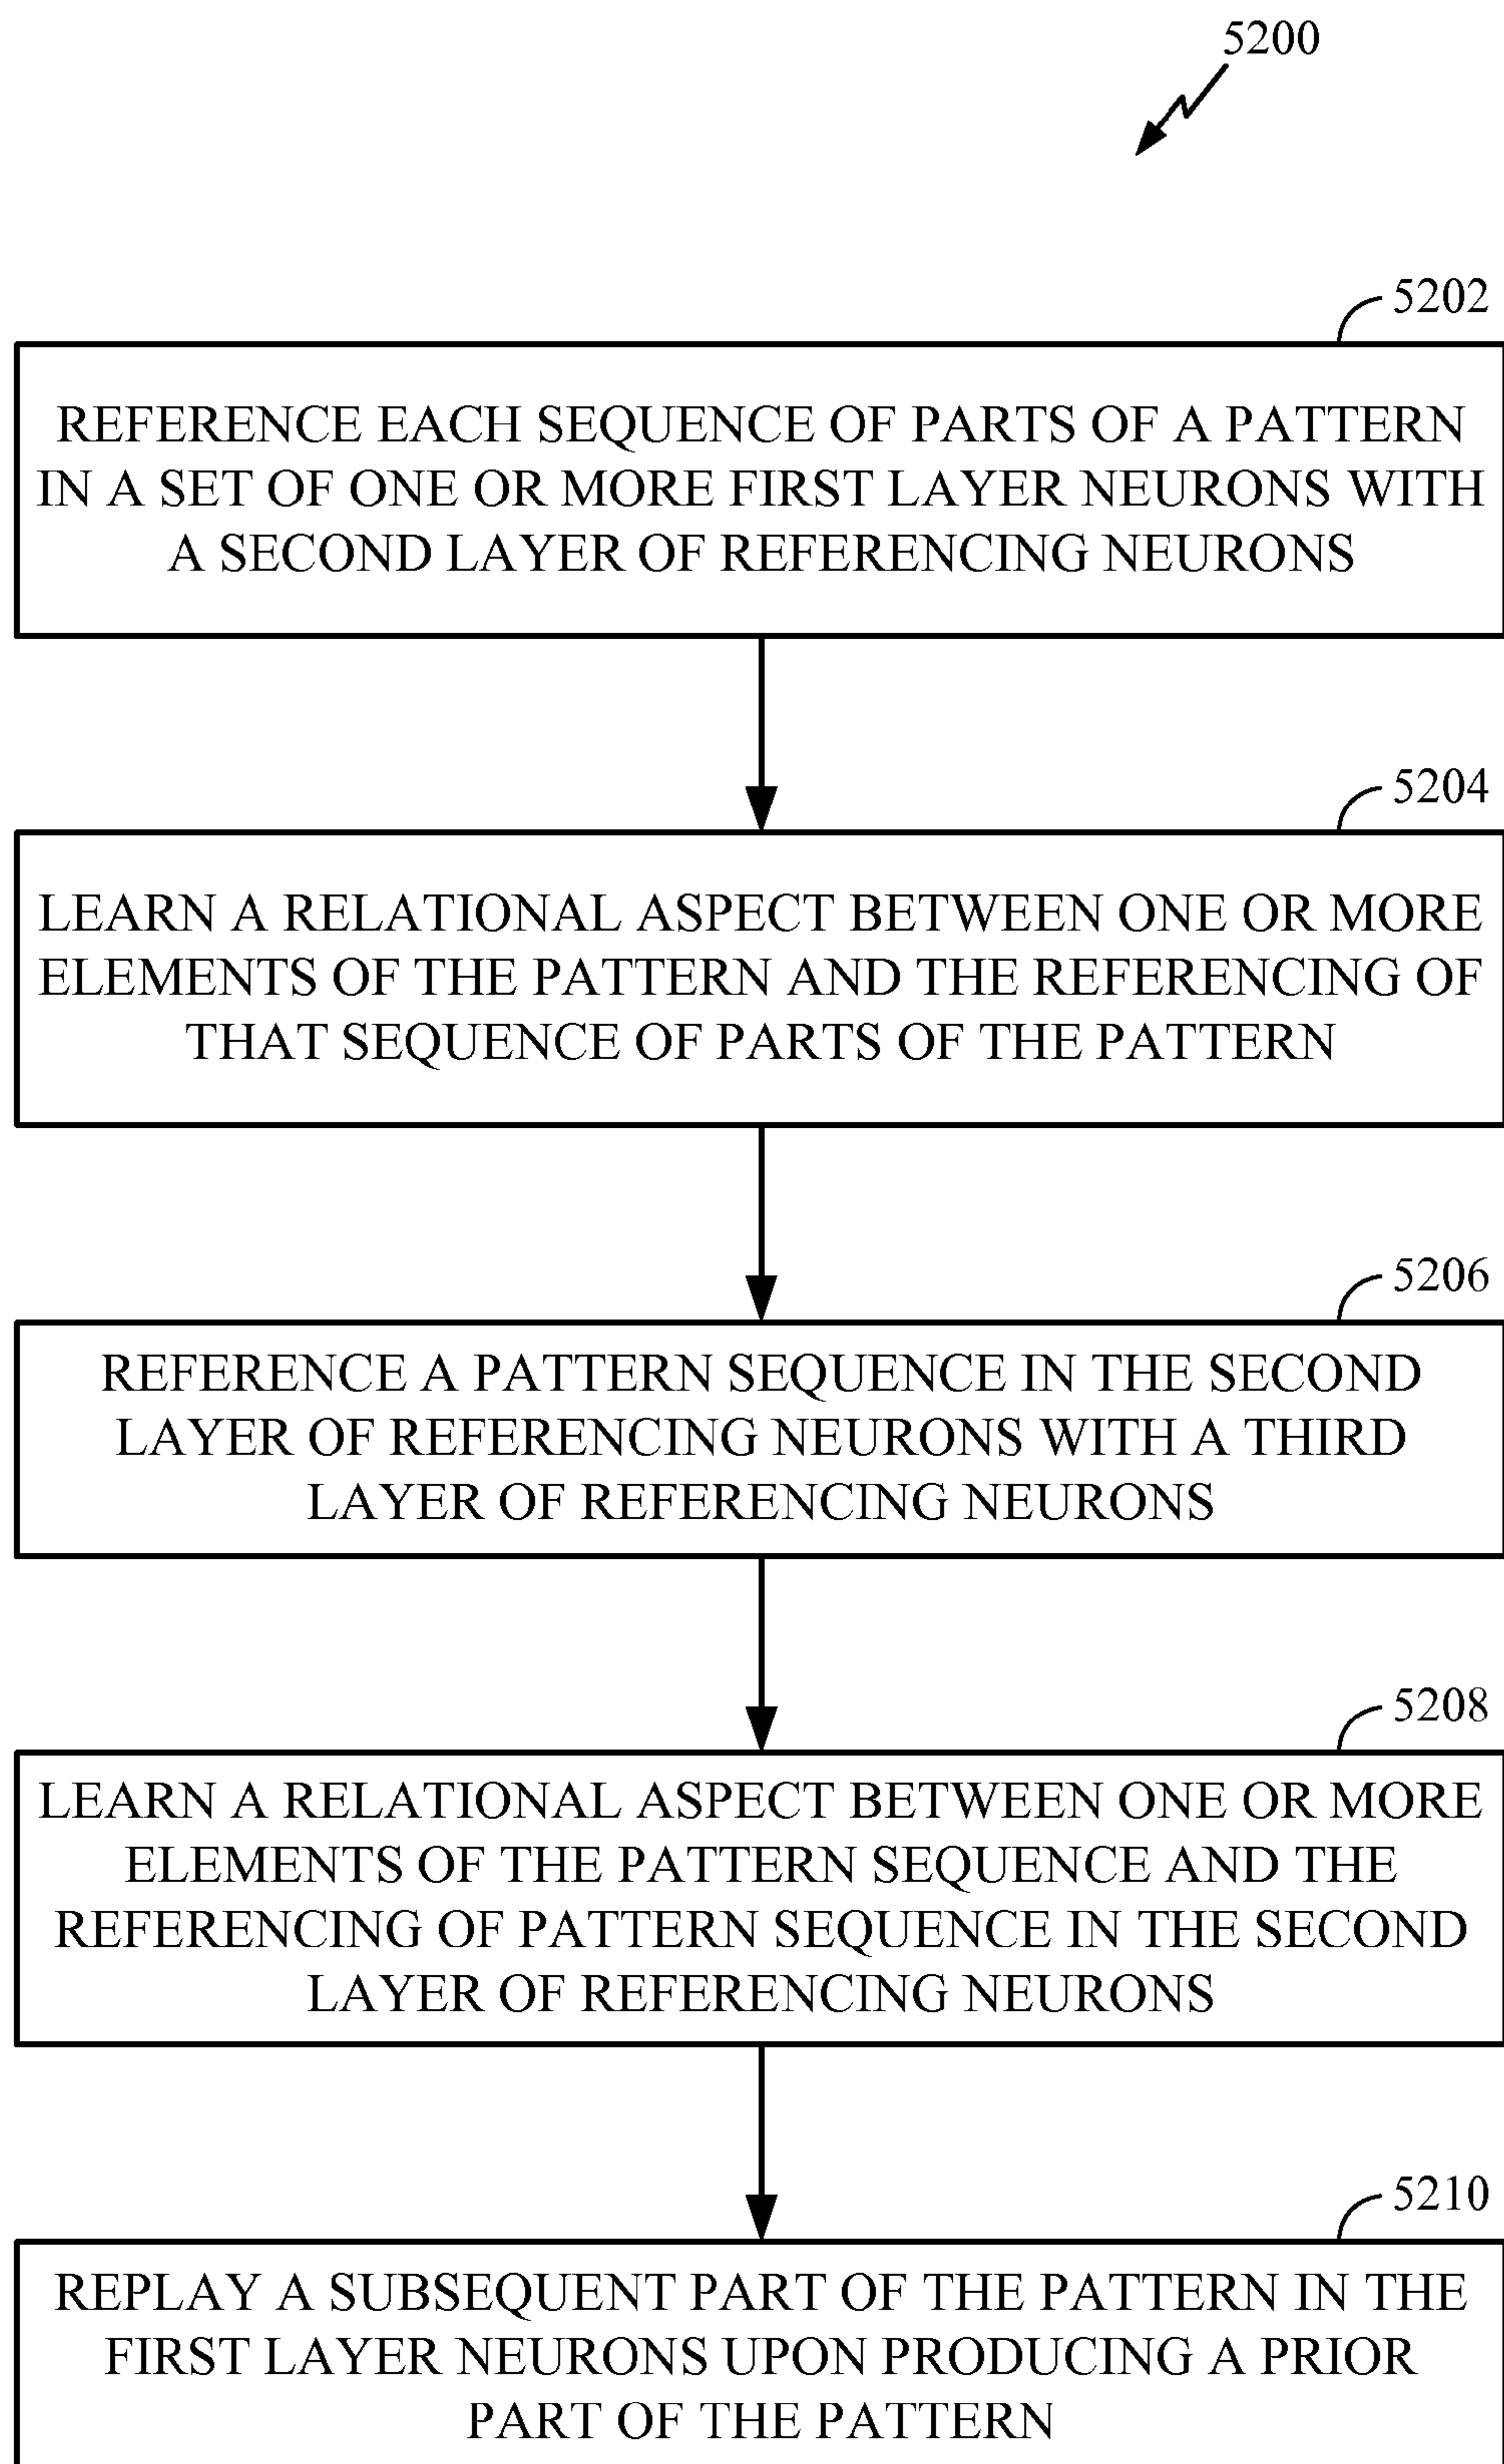 5200
5202
REFERENCE EACH SEQUENCE OF PARTS OF A PATTERN
IN A SET OF ONE OR MORE FIRST LAYER NEURONS WITH
A SECOND LAYER OF REFERENCING NEURONS
5204
LEARN A RELATIONAL ASPECT BETWEEN ONE OR MORE
ELEMENTS OF THE PATTERN AND THE REFERENCING OF
THAT SEQUENCE OF PARTS OF THE PATTERN
5206
REFERENCE A PATTERN SEQUENCE IN THE SECOND
LAYER OF REFERENCING NEURONS WITH A THIRD
LAYER OF REFERENCING NEURONS
5208
LEARN A RELATIONAL ASPECT BETWEEN ONE OR MORE
ELEMENTS OF THE PATTERN SEQUENCE AND THE
REFERENCING OF PATTERN SEQUENCE IN THE SECOND
LAYER OF REFERENCING NEURONS
5210
REPLAY A SUBSEQUENT PART OF THE PATTERN IN THE
FIRST LAYER NEURONS UPON PRODUCING A PRIOR
PART OF THE PATTERN